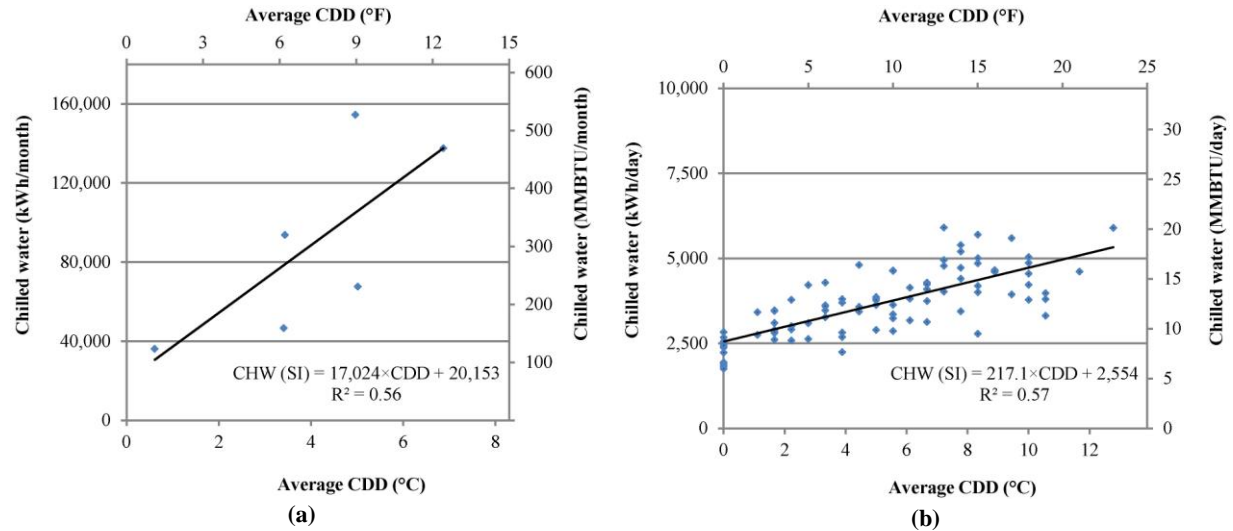 Average CDD (°F)
1 3 6 9 12 15
Chilled water (kWh/month)
160,000
120,000
80,000
40,000
0
600
500
400
300
200
100
Chilled water (MMBTU/month)
CHW (SI) = 17,024×CDD + 20,153
R² = 0.56
0 2 4 6 8
Average CDD (°C)
(a)
Average CDD (°F)
0 5 10 15 20 25
Chilled water (kWh/day)
10,000
7,500
5,000
2,500
0
30
25
20
15
10
5
0
Chilled water (MMBTU/day)
CHW (SI) = 217.1×CDD + 2,554
R² = 0.57
0 2 4 6 8 10 12
Average CDD (°C)
(b)